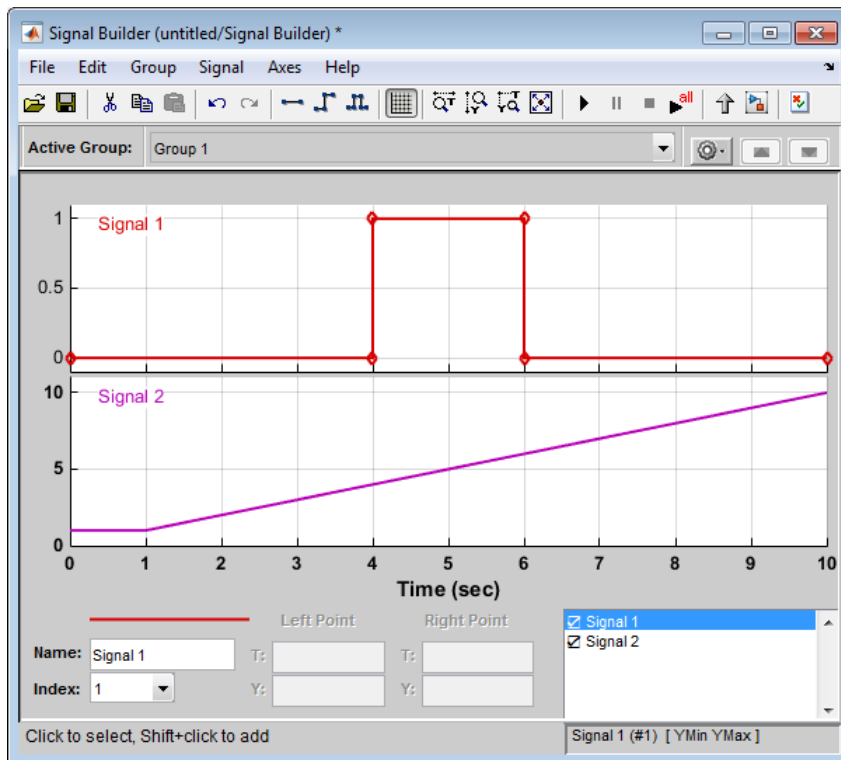 Signal Builder (untitled/Signal Builder) *
File Edit Group Signal Axes Help
all
Active Group: Group 1
Signal 1
1
0.5
0
Signal 2
10
5
0
0 1 2 3 4 5 6 7 8 9 10
Time (sec)
Left Point Right Point
Name: Signal 1 T: T:
Index: 1 Y: Y:
Signal 1
Signal 2
Click to select, Shift+click to add
Signal 1 (#1) [ YMin YMax ]